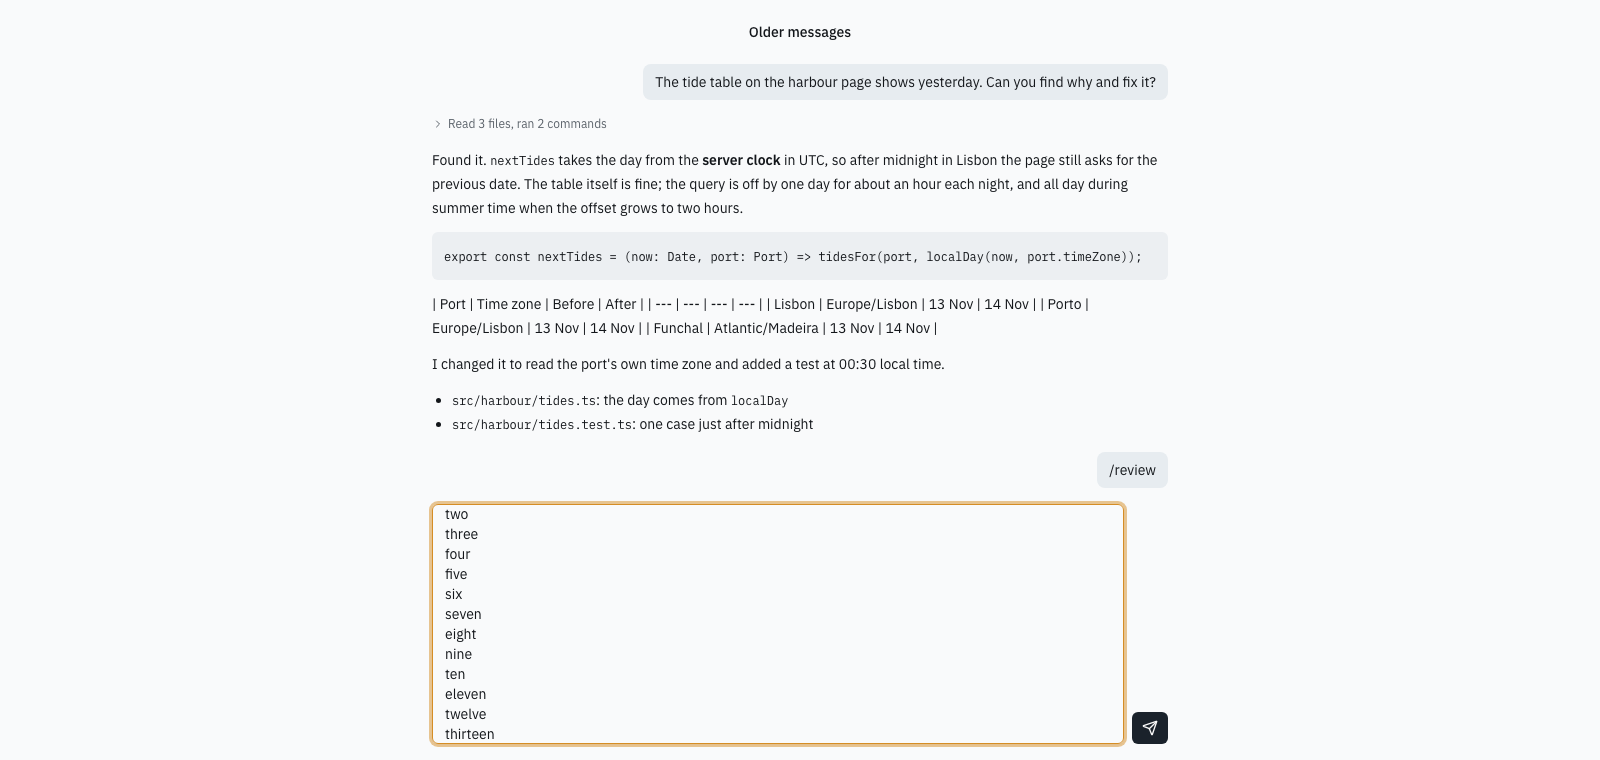 Older messages
The tide table on the harbour page shows yesterday. Can you find why and fix it?
Read 3 files, ran 2 commands
Found it. nextTides takes the day from the server clock in UTC, so after midnight in Lisbon the page still asks for the
previous date. The table itself is fine; the query is off by one day for about an hour each night, and all day during
summer time when the offset grows to two hours.
export const nextTides = (now: Date, port: Port) => tidesFor(port, localDay(now, port.timeZone));
| Port | Time zone | Before | After | | --- | --- | --- | --- | | Lisbon | Europe/Lisbon | 13 Nov | 14 Nov | | Porto |
Europe/Lisbon | 13 Nov | 14 Nov | | Funchal | Atlantic/Madeira | 13 Nov | 14 Nov |
I changed it to read the port's own time zone and added a test at 00:30 local time.
• src/harbour/tides.ts: the day comes from localDay
• src/harbour/tides.test.ts: one case just after midnight
/review
two
three
four
five
six
seven
eight
nine
ten
eleven
twelve
thirteen